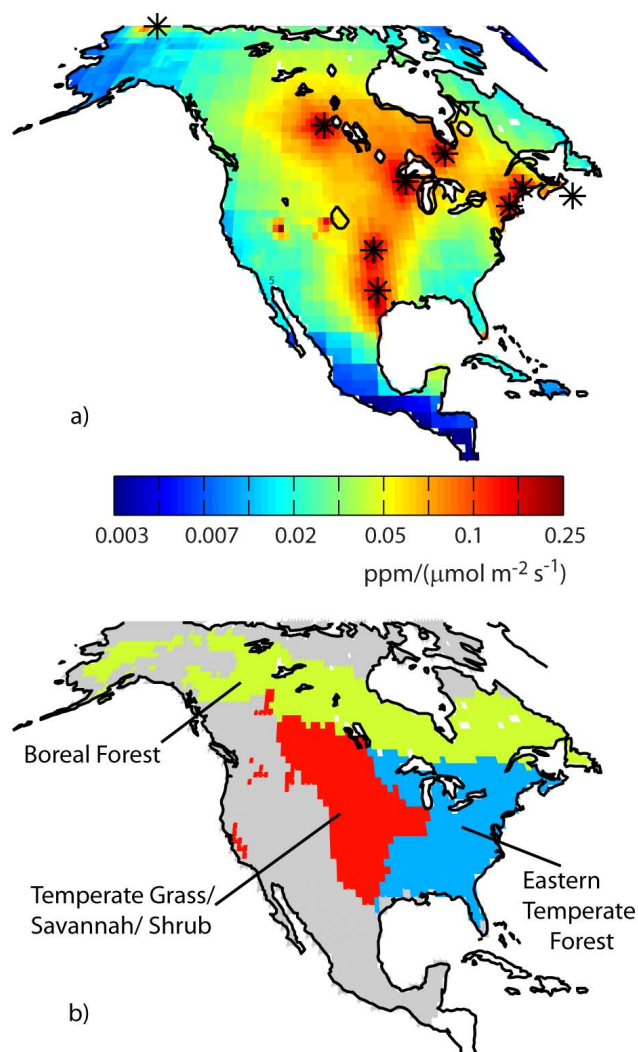 5
a)
0.003 0.007 0.02 0.05 0.1 0.25
ppm/(μmol m⁻² s⁻¹)
Boreal Forest
Temperate Grass/
Savannah/ Shrub
Eastern
Temperate
Forest
b)